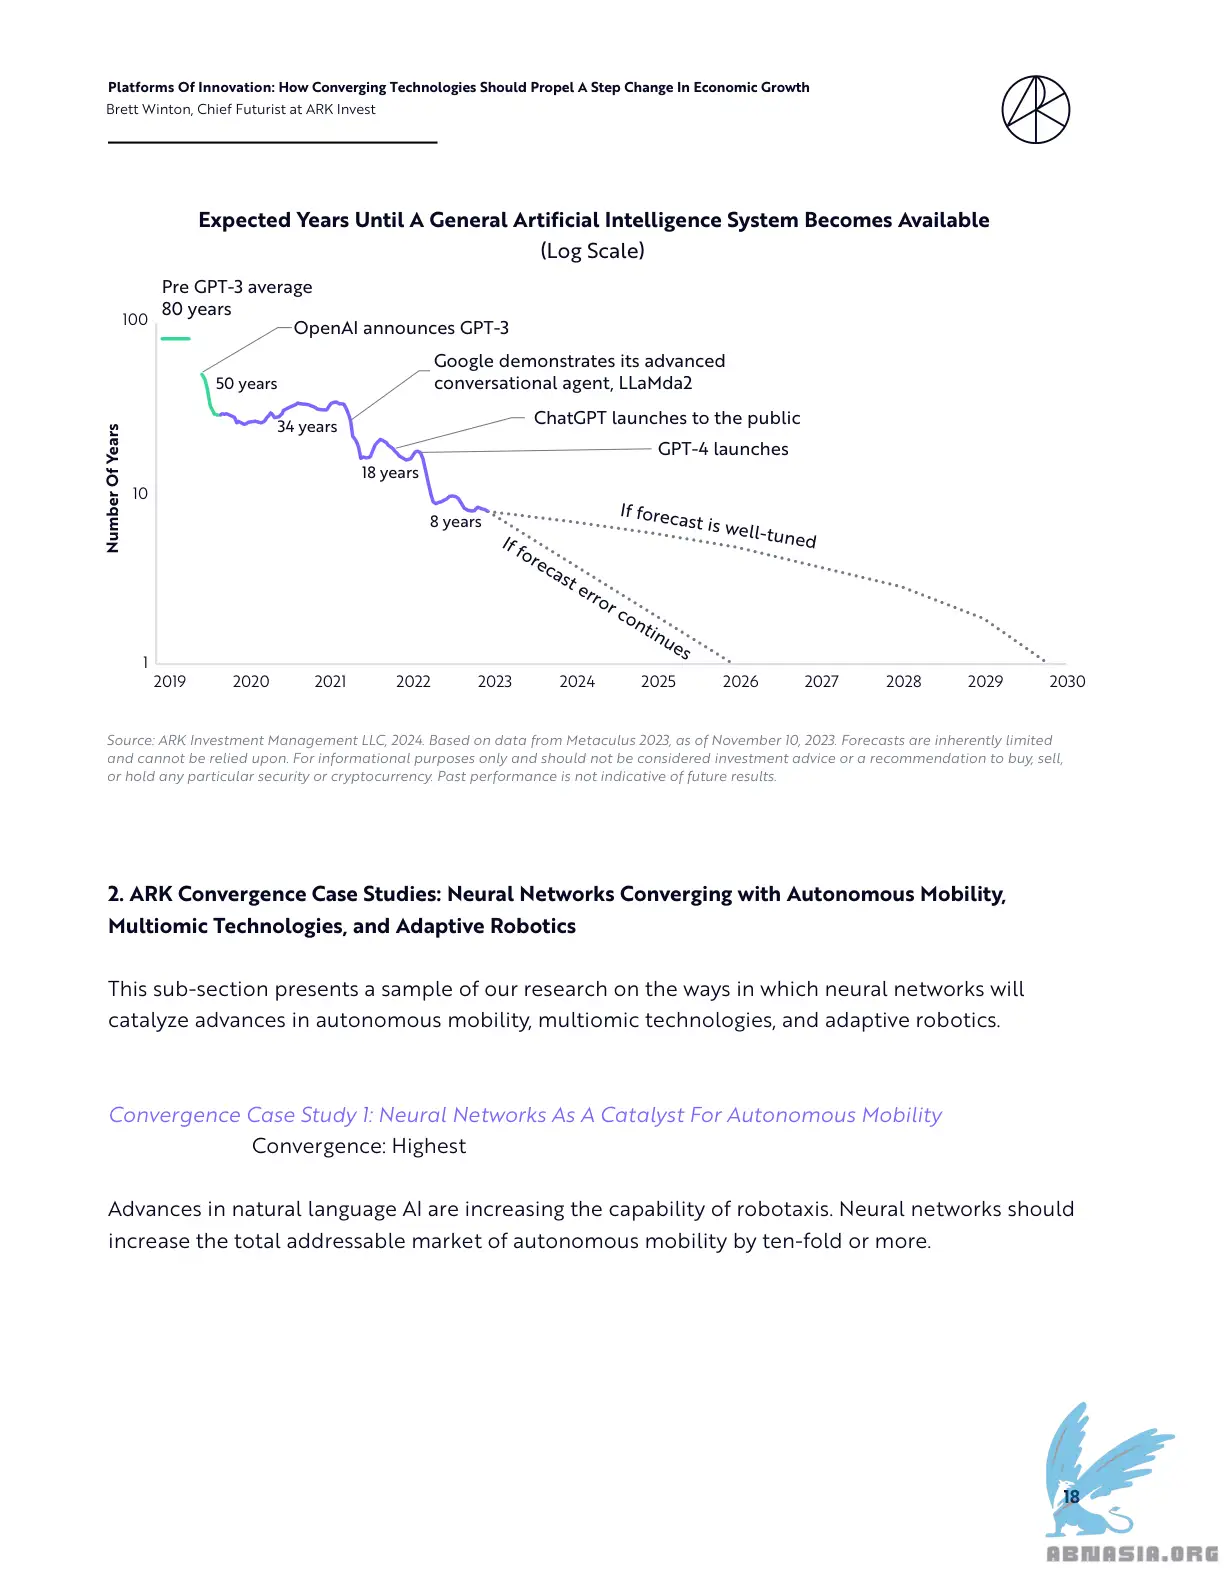 Platforms Of Innovation: How Converging Technologies Should Propel A Step Change In Economic Growth
Brett Winton, Chief Futurist at ARK Invest
Expected Years Until A General Artificial Intelligence System Becomes Available
(Log Scale)
Pre GPT-3 average
80 years
100
OpenAI announces GPT-3
Google demonstrates its advanced
conversational agent, LLaMda2
50 years
ChatGPT launches to the public
34 years
GPT-4 launches
18 years
Number Of Years
10
8 years
If forecast is well-tuned
If forecast error continues
1
2019 2020 2021 2022 2023 2024 2025 2026 2027 2028 2029 2030
Source: ARK Investment Management LLC, 2024. Based on data from Metaculus 2023, as of November 10, 2023. Forecasts are inherently limited
and cannot be relied upon. For informational purposes only and should not be considered investment advice or a recommendation to buy, sell,
or hold any particular security or cryptocurrency. Past performance is not indicative of future results.
2. ARK Convergence Case Studies: Neural Networks Converging with Autonomous Mobility,
Multiomic Technologies, and Adaptive Robotics
This sub-section presents a sample of our research on the ways in which neural networks will
catalyze advances in autonomous mobility, multiomic technologies, and adaptive robotics.
Convergence Case Study 1: Neural Networks As A Catalyst For Autonomous Mobility
Convergence: Highest
Advances in natural language AI are increasing the capability of robotaxis. Neural networks should
increase the total addressable market of autonomous mobility by ten-fold or more.
18
ABNASIA.ORG